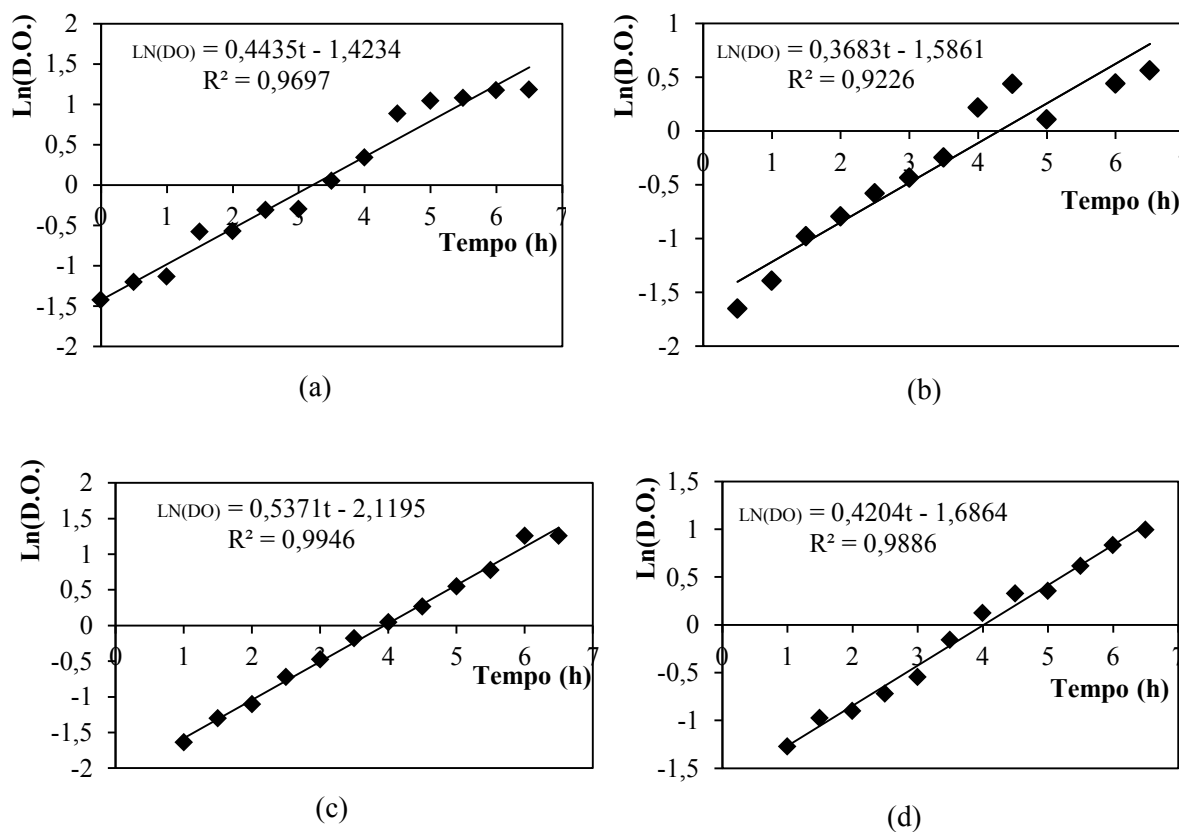 Ln(D.O.)
LN(DO) = 0,4435t - 1,4234
R² = 0,9697
2
1,5
1
0,5
0
-0,5
-1
-1,5
-2
0 1 2 3 4 5 6 7
Tempo (h)
(a)
Ln(D.O.)
LN(DO) = 0,3683t - 1,5861
R² = 0,9226
1
0,5
0
-0,5
-1
-1,5
-2
0 1 2 3 4 5 6 7
Tempo (h)
(b)
Ln(D.O.)
LN(DO) = 0,5371t - 2,1195
R² = 0,9946
2
1,5
1
0,5
0
-0,5
-1
-1,5
-2
0 1 2 3 4 5 6 7
Tempo (h)
(c)
Ln(D.O.)
LN(DO) = 0,4204t - 1,6864
R² = 0,9886
1,5
1
0,5
0
-0,5
-1
-1,5
0 1 2 3 4 5 6 7
Tempo (h)
(d)